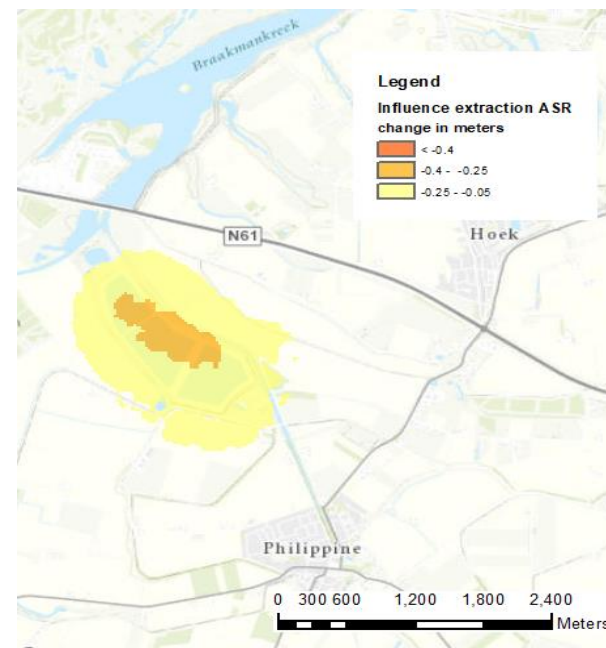 Braakmankreek
Legend
Influence extraction ASR
change in meters
< -0.4
-0.4 - -0.25
-0.25 - -0.05
N61
Hoek
Philippine
0 300 600 1,200 1,800 2,400
Meters